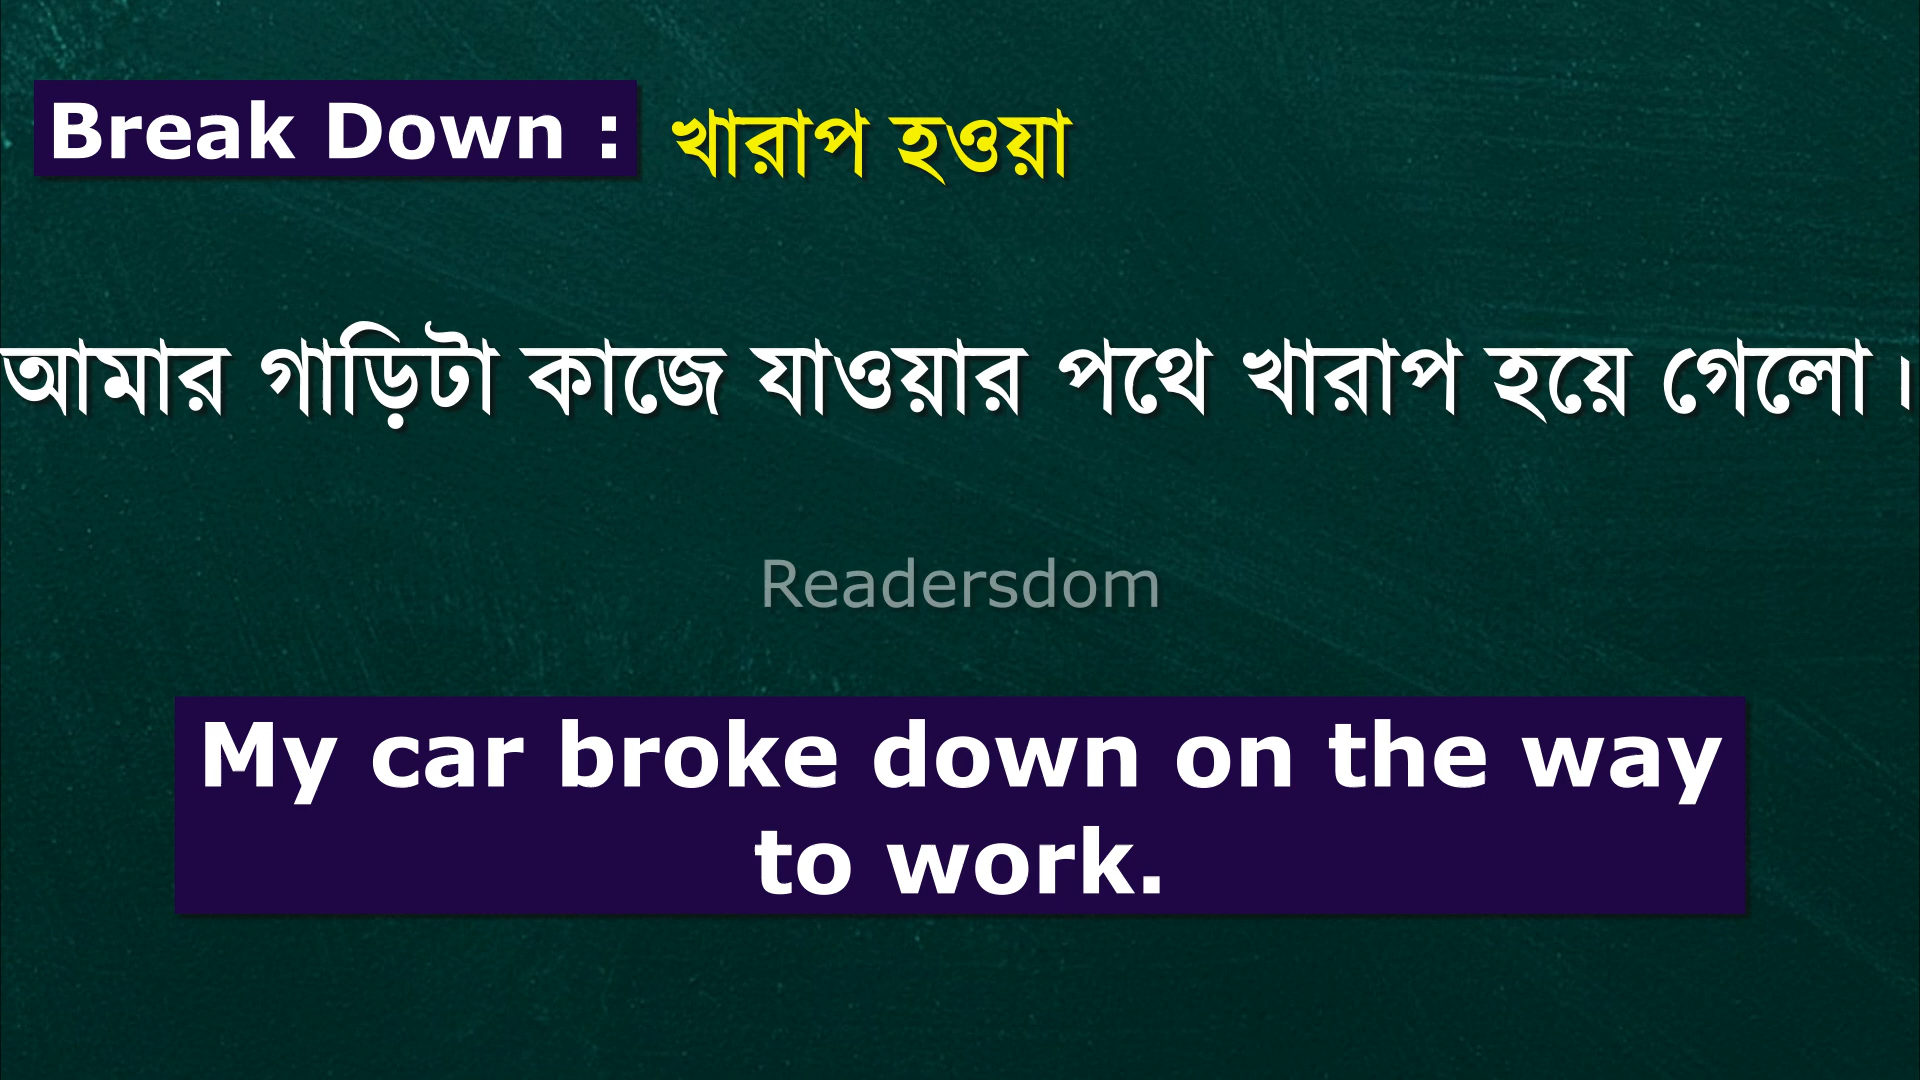 Break Down : খারাপ হওয়া
আমার গাড়িটা কাজে যাওয়ার পথে খারাপ হয়ে গেলো।
Readersdom
My car broke down on the way
to work.